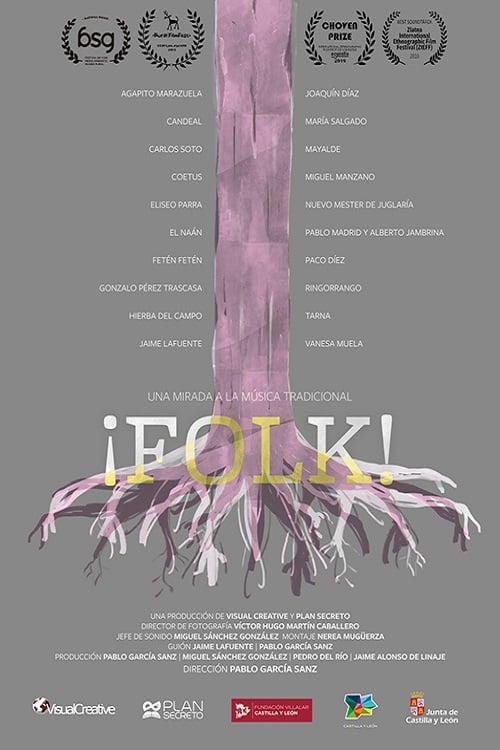 bsg
CHOVEN
PRIZE
2019
BEST SOUNDTRACK
Zlatna
International
Ethnographic Film
Festival (ZIEFF)
2019
AGAPITO MARAZUELA
CANDEAL
CARLOS SOTO
COETUS
ELISEO PARRA
EL NAÁN
FETÉN FETÉN
GONZALO PÉREZ TRASCASA
HIERBA DEL CAMPO
JAIME LAFUENTE
JOAQUÍN DÍAZ
MARÍA SALGADO
MAYALDE
MIGUEL MANZANO
NUEVO MESTER DE JUGLARÍA
PABLO MADRID Y ALBERTO JAMBRINA
PACO DÍEZ
RINGORRANGO
TARNA
VANESA MUELA
UNA MIRADA A LA MÚSICA TRADICIONAL
¡FOLK!
UNA PRODUCCIÓN DE VISUAL CREATIVE Y PLAN SECRETO
DIRECTOR DE FOTOGRAFÍA VÍCTOR HUGO MARTÍN CABALLERO
JEFE DE SONIDO MIGUEL SÁNCHEZ GONZÁLEZ MONTAJE NEREA MUGÜERZA
GUIÓN JAIME LAFUENTE | PABLO GARCÍA SANZ
PRODUCCIÓN PABLO GARCÍA SANZ | MIGUEL SÁNCHEZ GONZÁLEZ | PEDRO DEL RÍO | JAIME ALONSO DE LINAJE
DIRECCIÓN PABLO GARCÍA SANZ
VisualCreative
PLAN
SECRETO
FUNDACIÓN VILLALAR
CASTILLA Y LEÓN
CASTILLA Y LEÓN
Junta de
Castilla y León